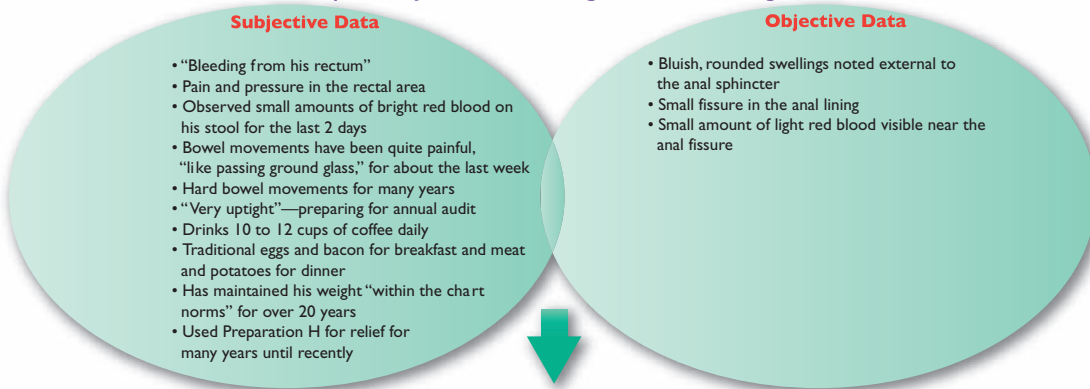 Subjective Data
• “Bleeding from his rectum”
• Pain and pressure in the rectal area
• Observed small amounts of bright red blood on
his stool for the last 2 days
• Bowel movements have been quite painful,
“like passing ground glass,” for about the last week
• Hard bowel movements for many years
• “Very uptight”—preparing for annual audit
• Drinks 10 to 12 cups of coffee daily
• Traditional eggs and bacon for breakfast and meat
and potatoes for dinner
• Has maintained his weight “within the chart
norms” for over 20 years
• Used Preparation H for relief for
many years until recently
Objective Data
• Bluish, rounded swellings noted external to
the anal sphincter
• Small fissure in the anal lining
• Small amount of light red blood visible near the
anal fissure